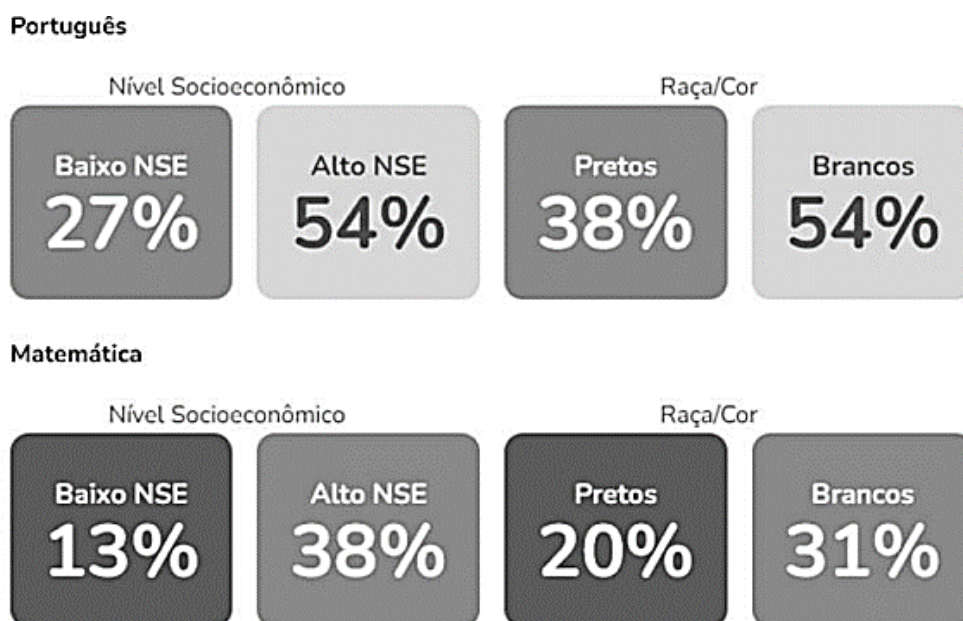 Português
Nível Socioeconômico Raça/Cor
Baixo NSE Alto NSE Pretos Brancos
27% 54% 38% 54%
Matemática
Nível Socioeconômico Raça/Cor
Baixo NSE Alto NSE Pretos Brancos
13% 38% 20% 31%